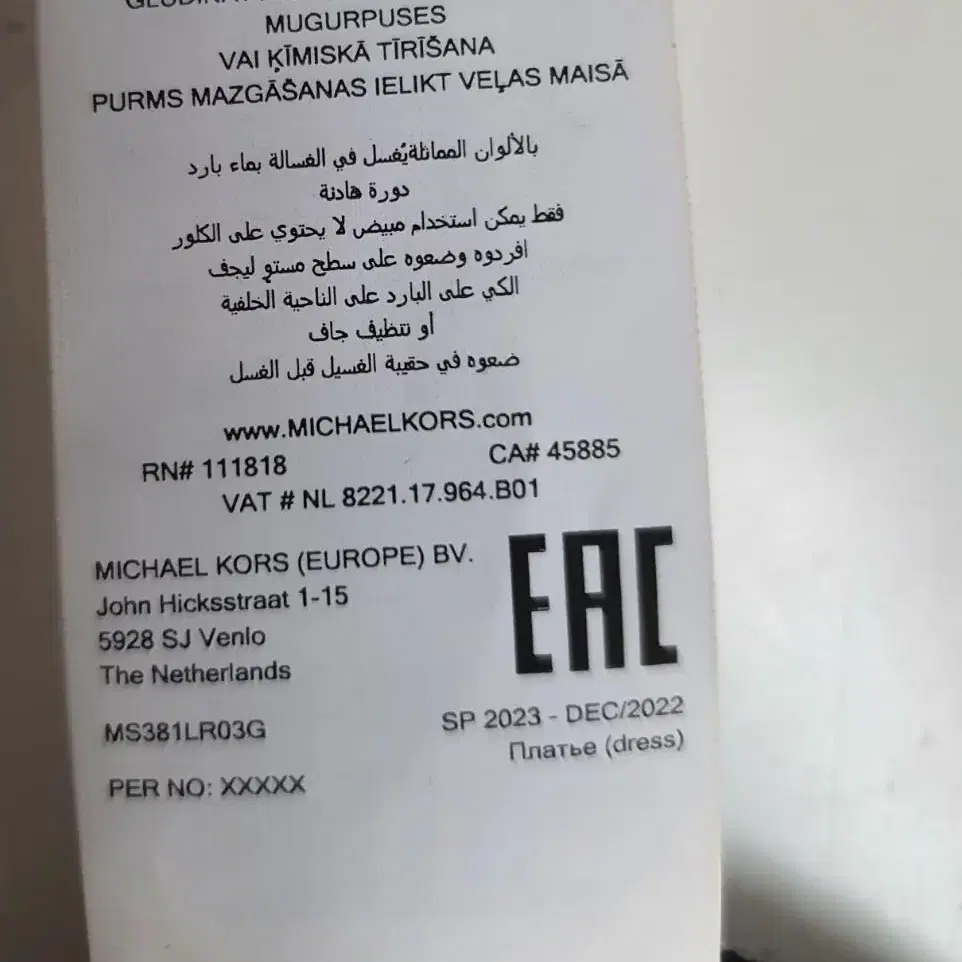 MUGURPUSES
VAI ĶĪMISKĀ TĪRĪŠANA
PURMS MAZGĀŠANAS IELIKT VEĻAS MAISĀ
بالألوان المماثلةيُغسل في الغسالة بماء بارد
دورة هادئة
فقط يمكن استخدام مبيض لا يحتوي على الكلور
افردوه وضعوه على سطح مستوٍ ليجف
الكي على البارد على الناحية الخلفية
أو تنظيف جاف
ضعوه في حقيبة الغسيل قبل الغسل
www.MICHAELKORS.com
RN# 111818 CA# 45885
VAT # NL 8221.17.964.B01
MICHAEL KORS (EUROPE) BV.
John Hicksstraat 1-15
5928 SJ Venlo
The Netherlands
EAC
MS381LR03G
SP 2023 - DEC/2022
Платье (dress)
PER NO: XXXXX